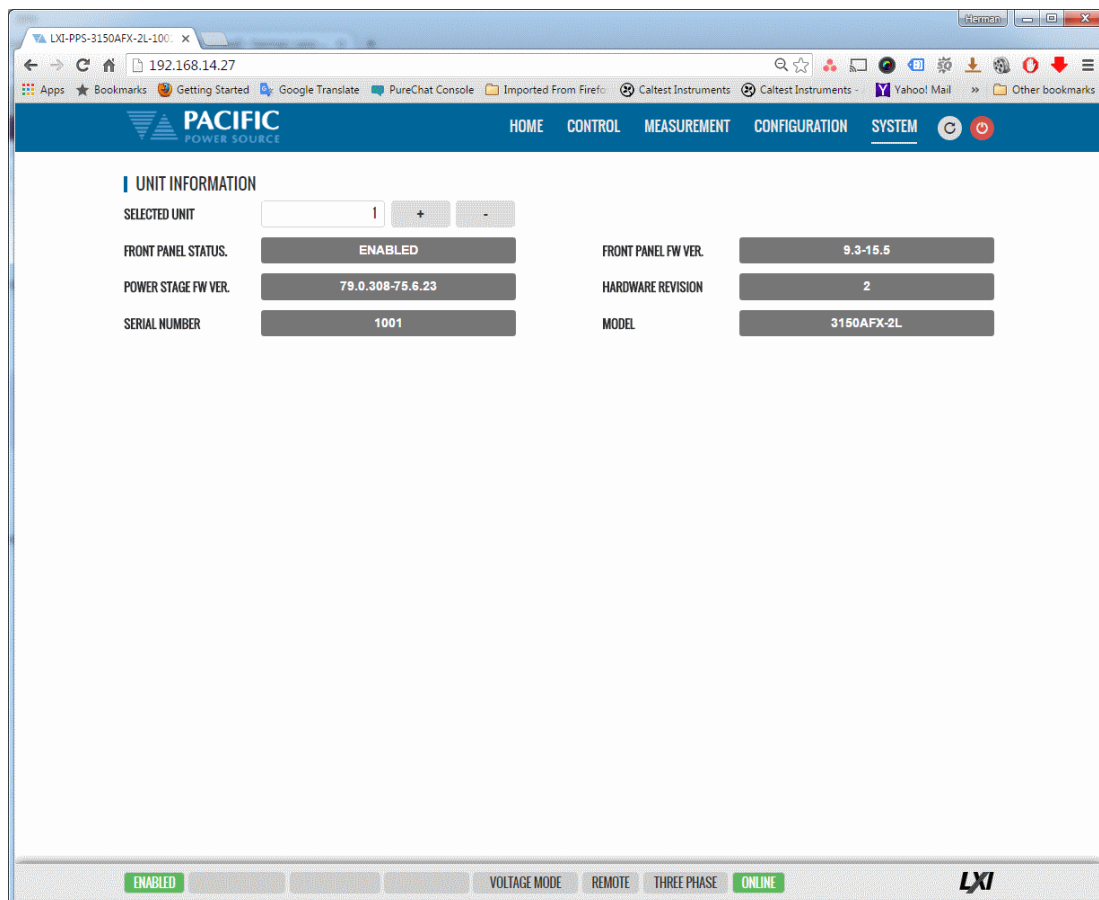 Herman
LXI-PPS-3150AFX-2L-100
192.168.14.27
Apps Bookmarks Getting Started Google Translate PureChat Console Imported From Firefo Caltest Instruments Caltest Instruments - Yahoo! Mail » Other bookmarks
PACIFIC
POWER SOURCE
HOME CONTROL MEASUREMENT CONFIGURATION SYSTEM
UNIT INFORMATION
SELECTED UNIT 1 + -
FRONT PANEL STATUS. ENABLED FRONT PANEL FW VER. 9.3-15.5
POWER STAGE FW VER. 79.0.308-75.6.23 HARDWARE REVISION 2
SERIAL NUMBER 1001 MODEL 3150AFX-2L
ENABLED VOLTAGE MODE REMOTE THREE PHASE ONLINE LXI